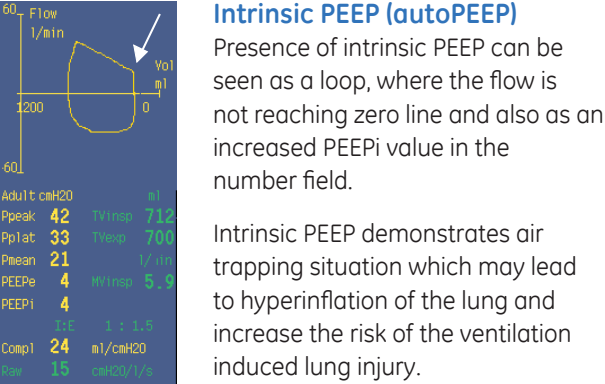 60 Flow
l/min
Vol
ml
1200 0
-60
Adult cmH2O ml
Ppeak 42 TVinsp 712
Pplat 33 TVexp 700
Pmean 21 l/min
PEEPe 4 MVinsp 5.9
PEEPi 4
I:E 1 : 1.5
Compl 24 ml/cmH2O
Raw 15 cmH2O/l/s
Intrinsic PEEP (autoPEEP)
Presence of intrinsic PEEP can be
seen as a loop, where the flow is
not reaching zero line and also as an
increased PEEPi value in the
number field.
Intrinsic PEEP demonstrates air
trapping situation which may lead
to hyperinflation of the lung and
increase the risk of the ventilation
induced lung injury.